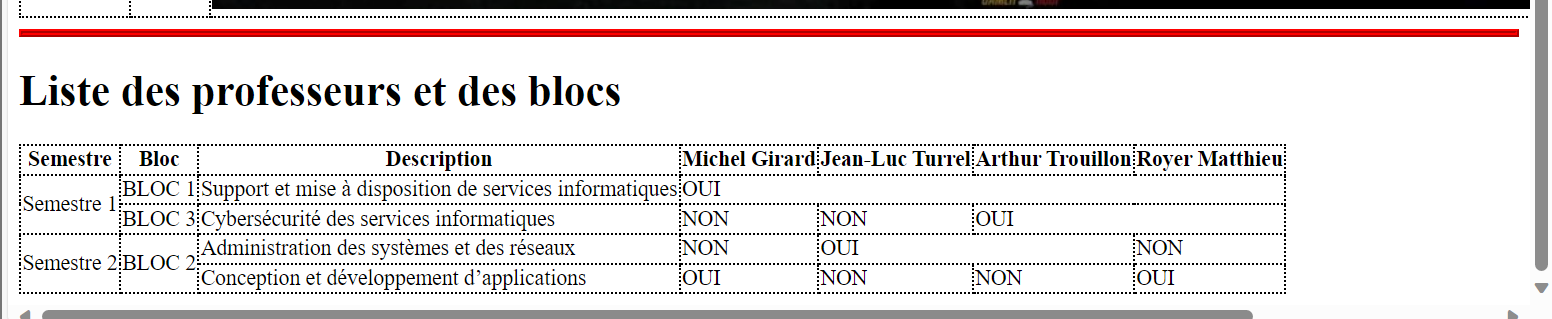 Liste des professeurs et des blocs
Semestre Bloc Description Michel Girard Jean-Luc Turrel Arthur Trouillon Royer Matthieu
Semestre 1 BLOC 1 Support et mise à disposition de services informatiques OUI
BLOC 3 Cybersécurité des services informatiques NON NON OUI
Semestre 2 BLOC 2 Administration des systèmes et des réseaux NON OUI NON
Conception et développement d’applications OUI NON NON OUI